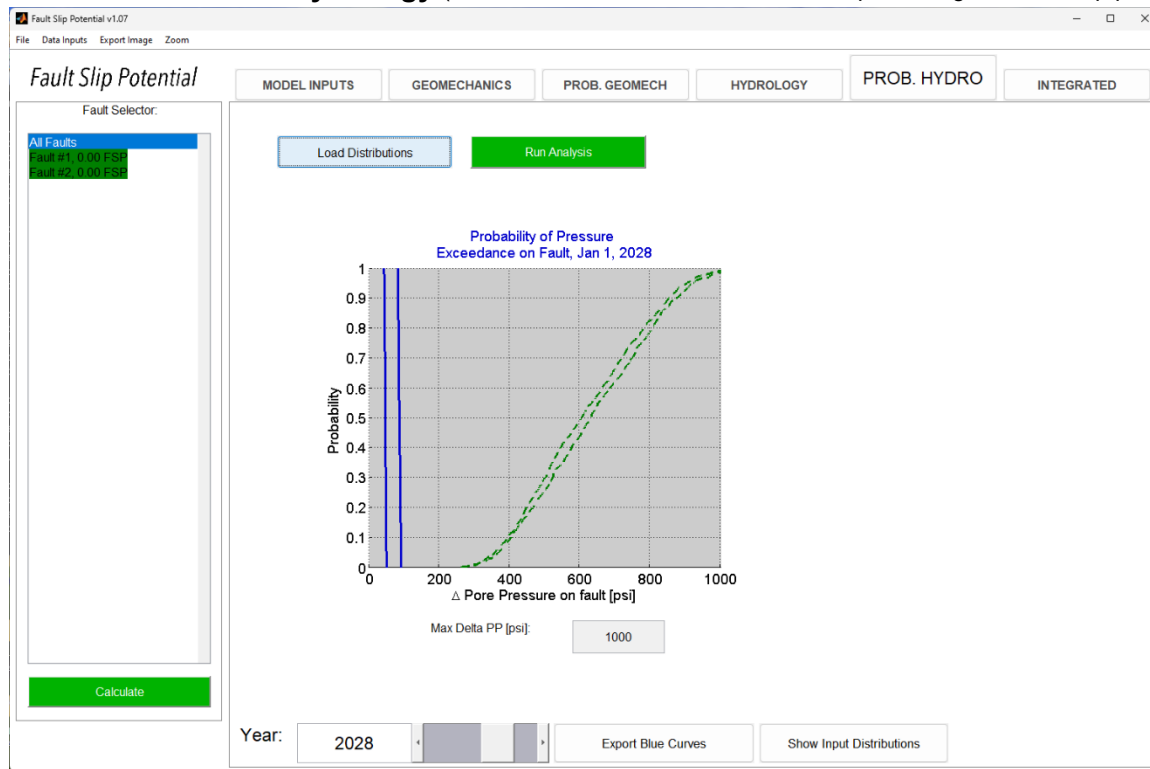 Fault Slip Potential v1.07
File Data Inputs Export Image Zoom
Fault Slip Potential
MODEL INPUTS GEOMECHANICS PROB. GEOMECH HYDROLOGY PROB. HYDRO INTEGRATED
Fault Selector:
All Faults
Fault #1, 0.00 FSP
Fault #2, 0.00 FSP
Load Distributions Run Analysis
Probability of Pressure
Exceedance on Fault, Jan 1, 2028
1
0.9
0.8
0.7
0.6
0.5
0.4
0.3
0.2
0.1
0
Probability
0 200 400 600 800 1000
Δ Pore Pressure on fault [psi]
Max Delta PP [psi]: 1000
Calculate
Year: 2028 Export Blue Curves Show Input Distributions